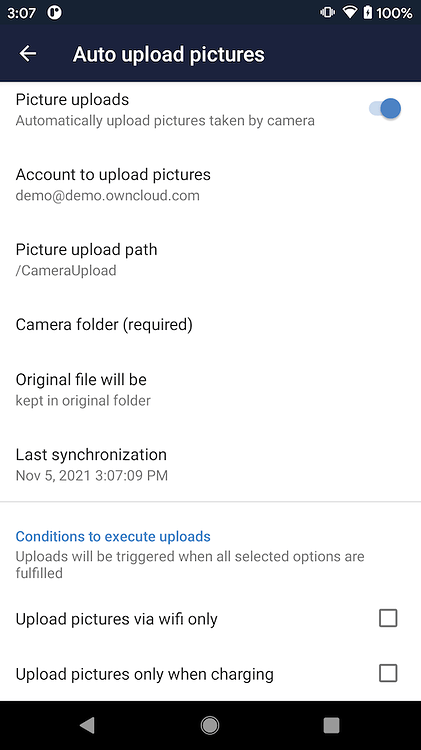 3:07
100%
Auto upload pictures
Picture uploads
Automatically upload pictures taken by camera
Account to upload pictures
demo@demo.owncloud.com
Picture upload path
/CameraUpload
Camera folder (required)
Original file will be
kept in original folder
Last synchronization
Nov 5, 2021 3:07:09 PM
Conditions to execute uploads
Uploads will be triggered when all selected options are
fulfilled
Upload pictures via wifi only
Upload pictures only when charging